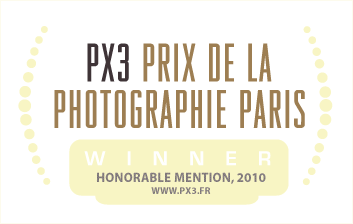 PX3 PRIX DE LA
PHOTOGRAPHIE PARIS
WINNER
HONORABLE MENTION, 2010
WWW.PX3.FR